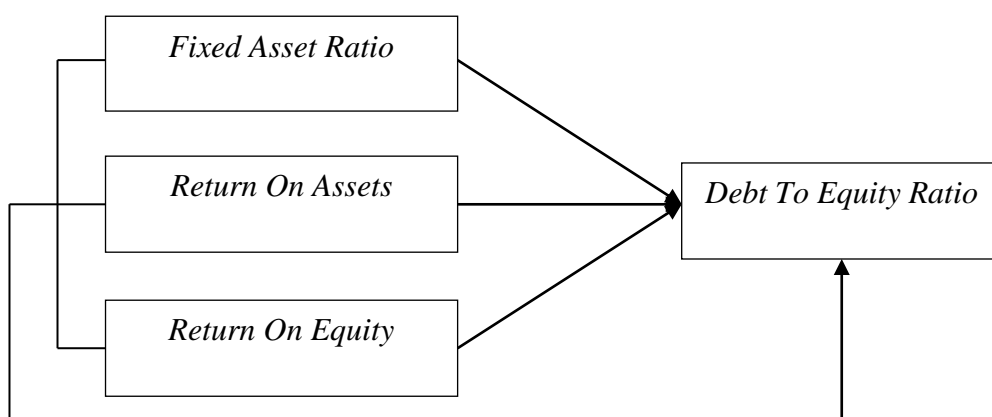 Fixed Asset Ratio
Return On Assets
Debt To Equity Ratio
Return On Equity